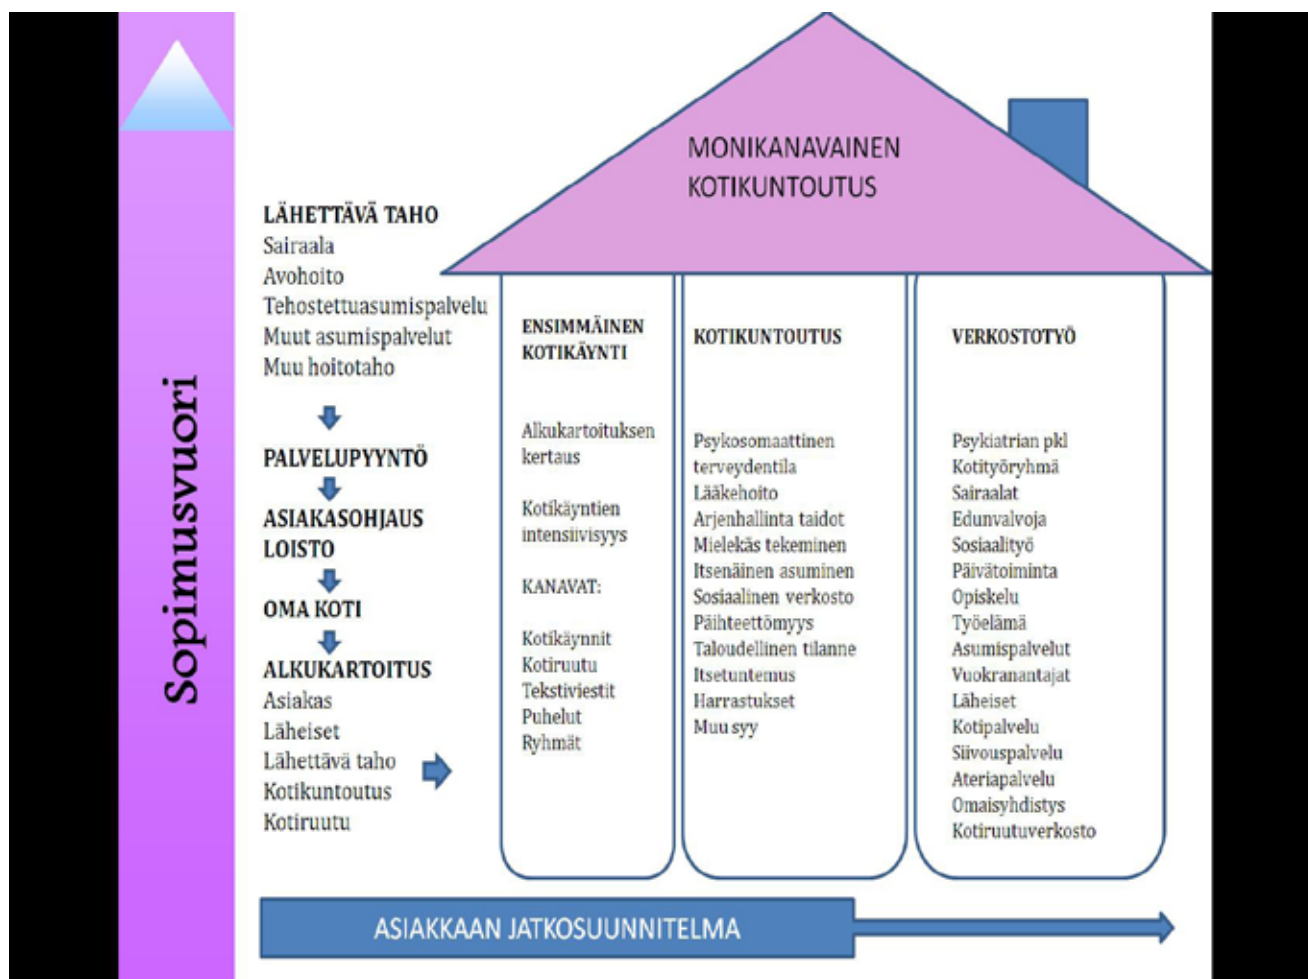 Sopimusvuori
MONIKANAVAINEN
KOTIKUNTOUTUS
LÄHETTÄVÄ TAHO
Sairaala
Avohoito
Tehostettuasumispalvelu
Muut asumispalvelut
Muu hoitotaho
PALVELUPYYNTÖ
ASIAKASOHJAUS
LOISTO
OMA KOTI
ALKUKARTOITUS
Asiakas
Läheiset
Lähettävä taho
Kotikuntoutus
Kotiruutu
ENSIMMÄINEN
KOTIKÄYNTI
Alkukartoituksen
kertaus
Kotikäyntien
intensiivisyys
KANAVAT:
Kotikäynnit
Kotiruutu
Tekstiviestit
Puhelut
Ryhmät
KOTIKUNTOUTUS
Psykosomaattinen
terveydentila
Lääkehoito
Arjenhallinta taidot
Mielekäs tekeminen
Itsenäinen asuminen
Sosiaalinen verkosto
Päihteettömyys
Taloudellinen tilanne
Itsetuntemus
Harrastukset
Muu syy
VERKOSTOTYÖ
Psykiatrian pkl
Kotityöryhmä
Sairaalat
Edunvalvoja
Sosiaalityö
Päivätoiminta
Opiskelu
Työelämä
Asumispalvelut
Vuokranantajat
Läheiset
Kotipalvelu
Siivouspalvelu
Ateriapalvelu
Omaisyhdistys
Kotiruutuverkosto
ASIAKKAAN JATKOSUUNNITELMA